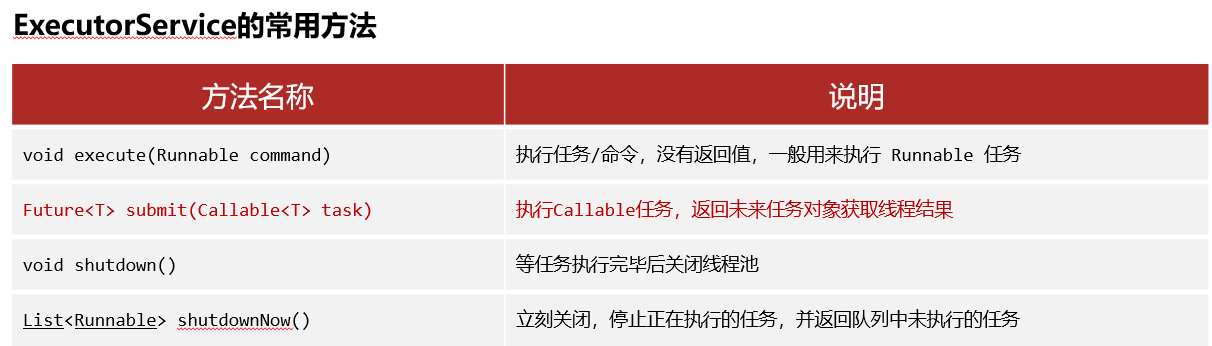 ExecutorService的常用方法
方法名称 说明
void execute(Runnable command) 执行任务/命令，没有返回值，一般用来执行 Runnable 任务
Future<T> submit(Callable<T> task) 执行Callable任务，返回未来任务对象获取线程结果
void shutdown() 等任务执行完毕后关闭线程池
List<Runnable> shutdownNow() 立刻关闭，停止正在执行的任务，并返回队列中未执行的任务